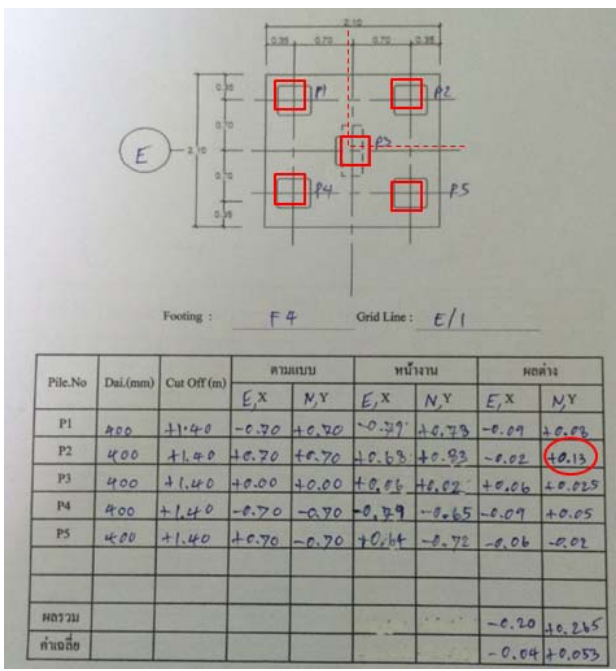 2.10
0.35 0.70 0.70 0.35
0.35 P1 P2
0.70
E 2.10 P3
0.70
P4 P5
0.35
Footing : F 4 Grid Line : E/1
Pile.No Dai.(mm) Cut Off (m) ตามแบบ หน้างาน ผลต่าง
E,X N,Y E,X N,Y E,X N,Y
P1 400 +1.40 -0.70 +0.70 -0.79 +0.78 -0.09 +0.08
P2 400 +1.40 +0.70 +0.70 +0.68 +0.83 -0.02 +0.13
P3 400 +1.40 +0.00 +0.00 +0.06 +0.02 +0.06 +0.025
P4 400 +1.40 -0.70 -0.70 -0.79 -0.65 -0.09 +0.05
P5 400 +1.40 +0.70 -0.70 +0.64 -0.72 -0.06 -0.02
ผลรวม -0.20 +0.265
ค่าเฉลี่ย -0.04 +0.053